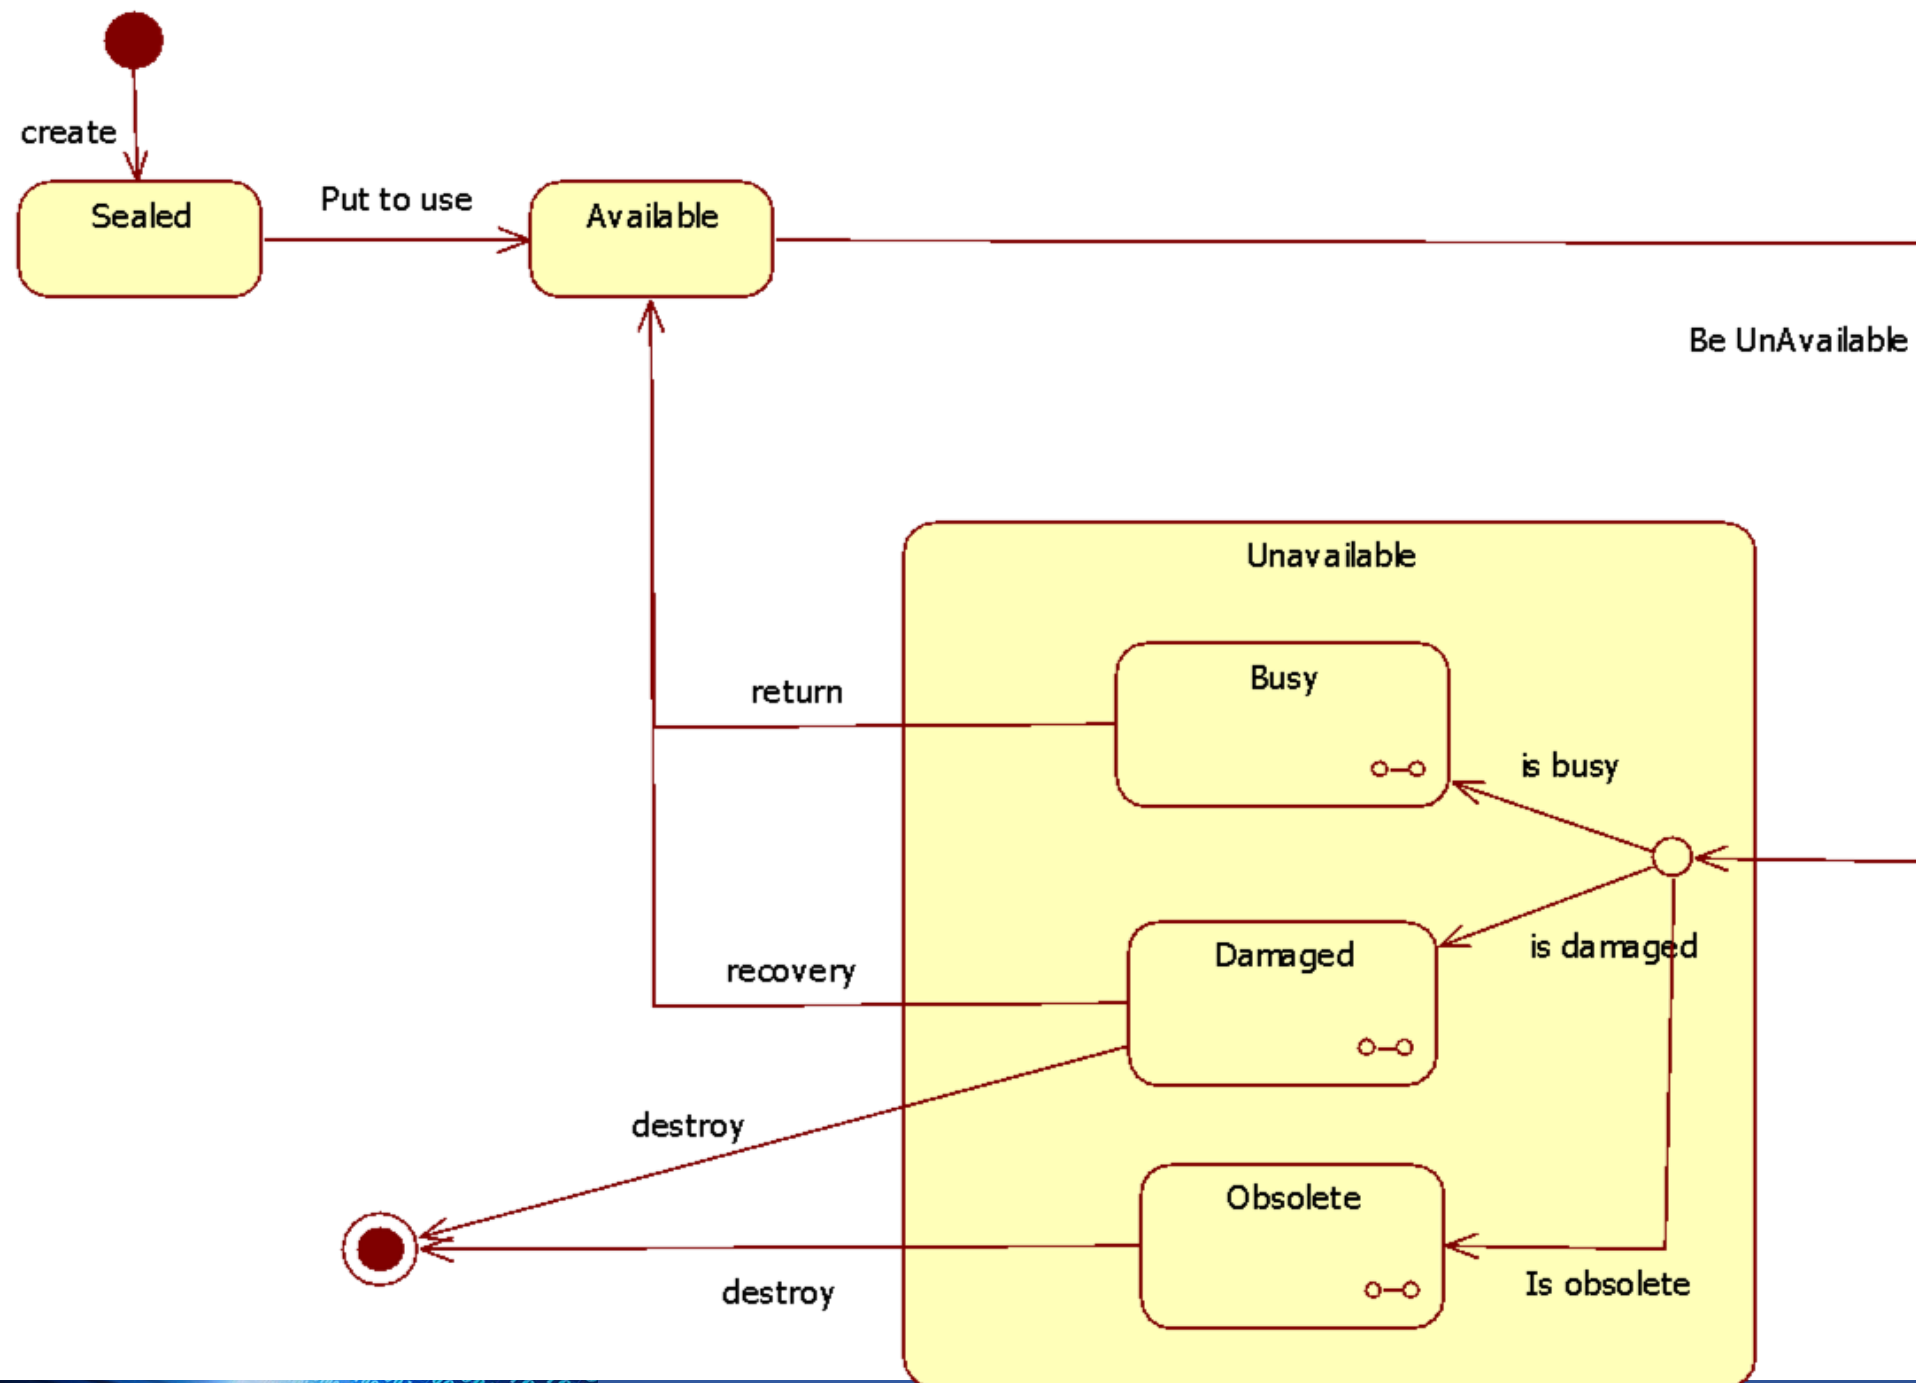 create
Sealed
Put to use
Available
Be UnAvailable
Unavailable
Busy
return
is busy
Damaged
is damaged
recovery
destroy
Obsolete
Is obsolete
destroy